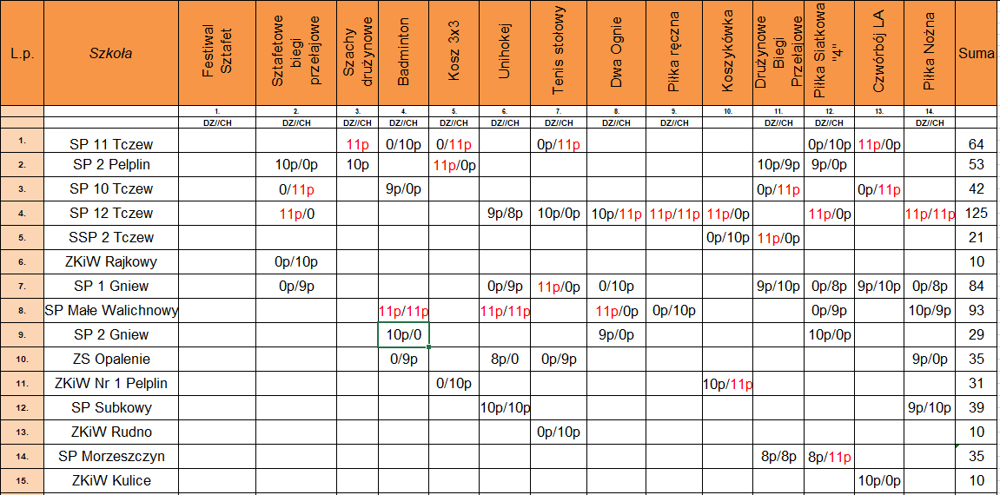 L.p. Szkoła Festiwal Sztafet Sztafetowe biegi przełajowe Szachy drużynowe Badminton Kosz 3x3 Unihokej Tenis stołowy Dwa Ognie Piłka ręczna Koszykówka Drużynowe Biegi Przełajowe Piłka Siatkowa "4" Czwórbój LA Piłka Nożna Suma
1. 2. 3. 4. 5. 6. 7. 8. 9. 10. 11. 12. 13. 14.
DZ//CH DZ//CH DZ//CH DZ//CH DZ//CH DZ//CH DZ//CH DZ//CH DZ//CH DZ//CH DZ//CH DZ//CH DZ//CH
1. SP 11 Tczew 11p 0/10p 0/11p 0p/11p 0p/10p 11p/0p 64
2. SP 2 Pelplin 10p/0p 10p 11p/0p 10p/9p 9p/0p 53
3. SP 10 Tczew 0/11p 9p/0p 0p/11p 0p/11p 42
4. SP 12 Tczew 11p/0 9p/8p 10p/0p 10p/11p 11p/11p 11p/0p 11p/0p 11p/11p 125
5. SSP 2 Tczew 0p/10p 11p/0p 21
6. ZKiW Rajkowy 0p/10p 10
7. SP 1 Gniew 0p/9p 0p/9p 11p/0p 0/10p 9p/10p 0p/8p 9p/10p 0p/8p 84
8. SP Małe Walichnowy 11p/11p 11p/11p 11p/0p 0p/10p 0p/9p 10p/9p 93
9. SP 2 Gniew 10p/0 9p/0p 10p/0p 29
10. ZS Opalenie 0/9p 8p/0 0p/9p 9p/0p 35
11. ZKiW Nr 1 Pelplin 0/10p 10p/11p 31
12. SP Subkowy 10p/10p 9p/10p 39
13. ZKiW Rudno 0p/10p 10
14. SP Morzeszczyn 8p/8p 8p/11p 35
15. ZKiW Kulice 10p/0p 10